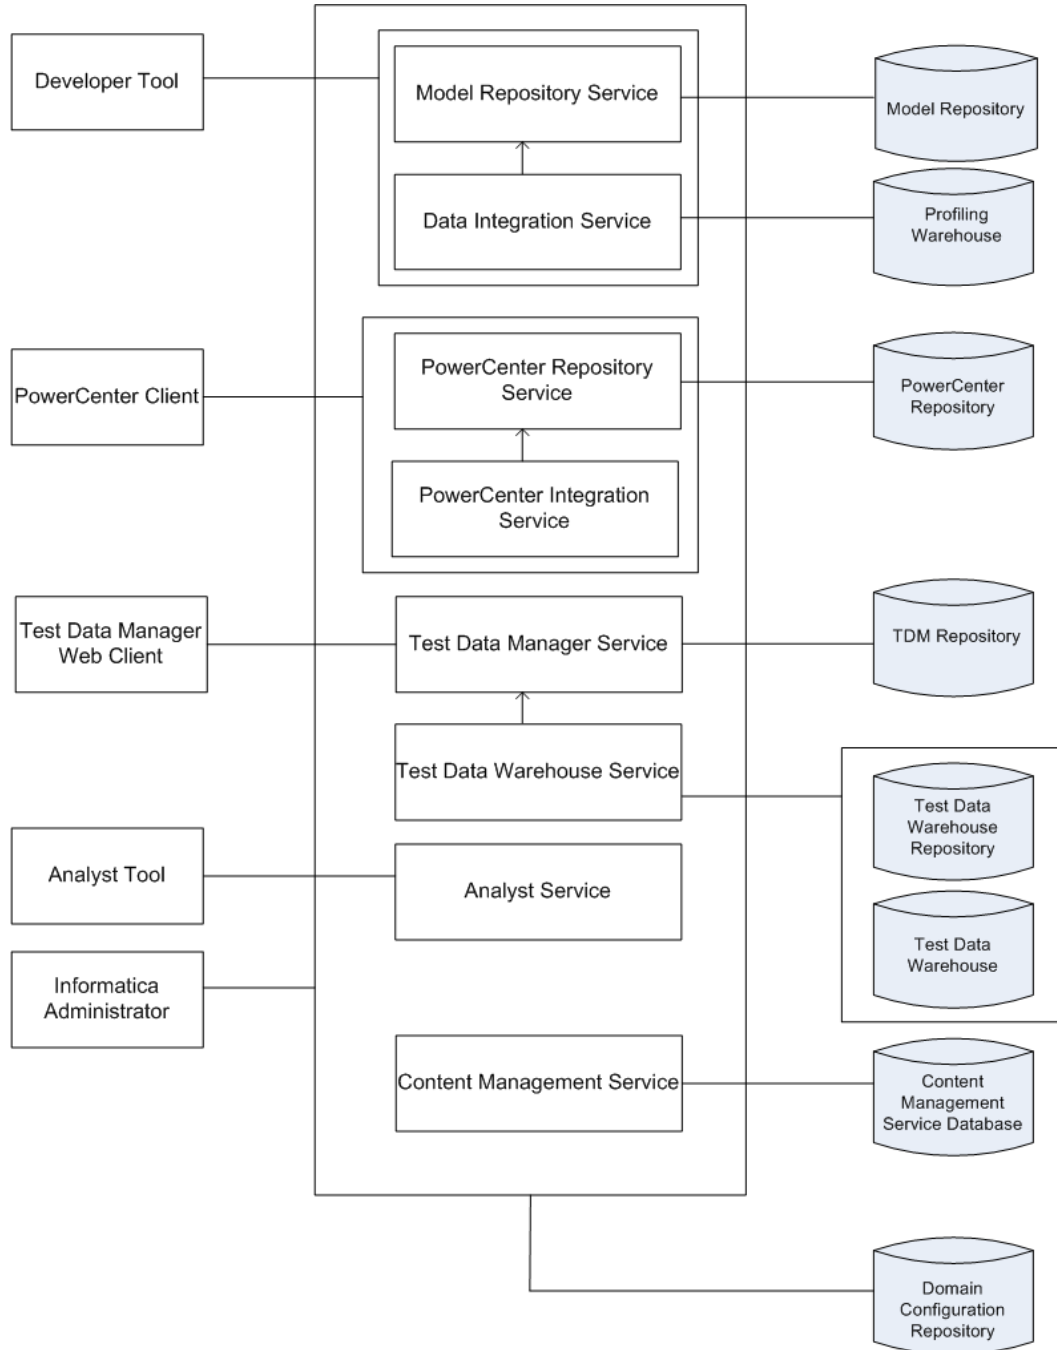 Developer Tool
Model Repository Service
Model Repository
Data Integration Service
Profiling
Warehouse
PowerCenter Client
PowerCenter Repository
Service
PowerCenter
Repository
PowerCenter Integration
Service
Test Data Manager
Web Client
Test Data Manager Service
TDM Repository
Test Data Warehouse Service
Test Data
Warehouse
Repository
Analyst Tool
Analyst Service
Test Data
Warehouse
Informatica
Administrator
Content Management Service
Content
Management
Service Database
Domain
Configuration
Repository